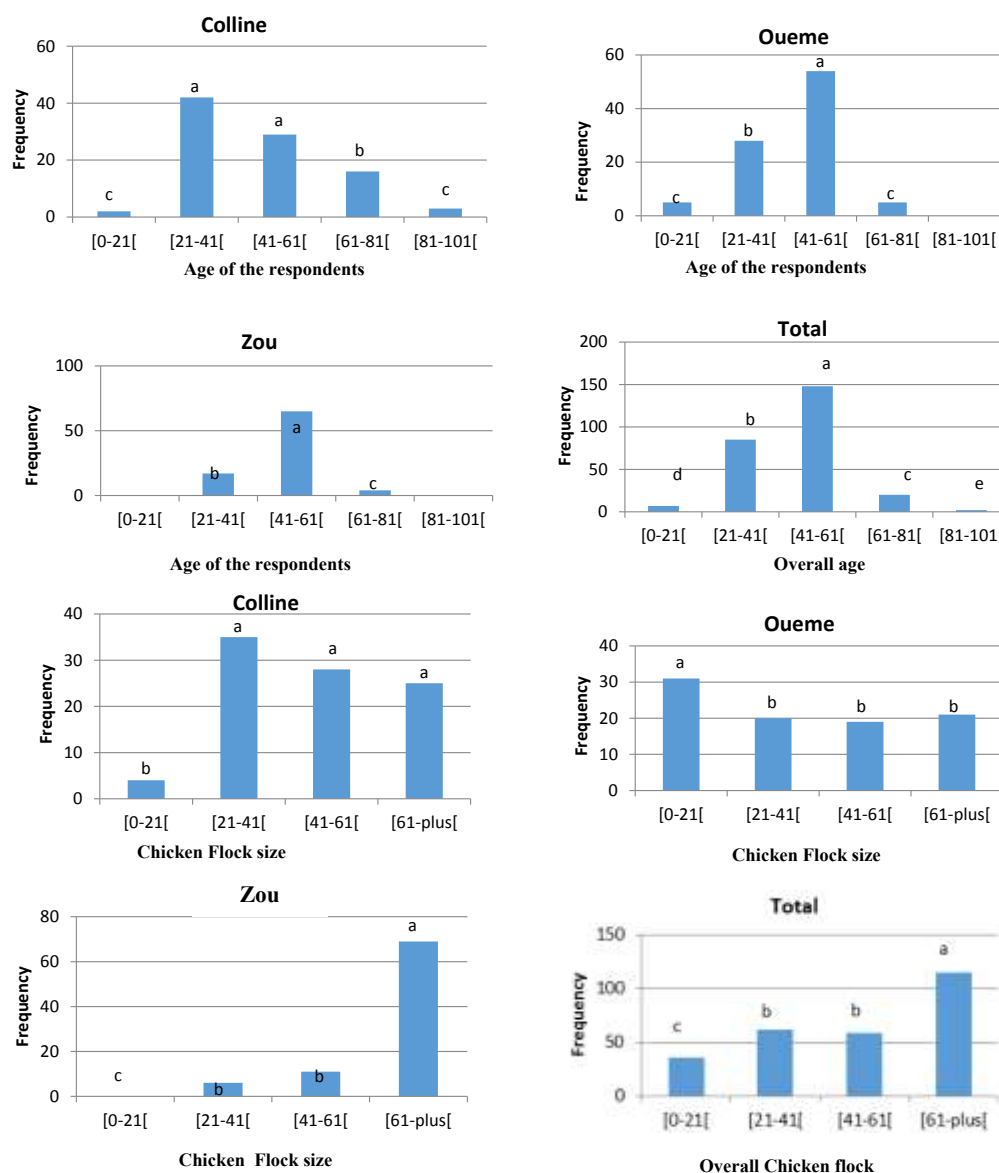 Colline
60
40
20
0
Frequency
c
a
a
b
c
[0-21[ [21-41[ [41-61[ [61-81[ [81-101[
Age of the respondents
Oueme
60
40
20
0
Frequency
c
b
a
c
[0-21[ [21-41[ [41-61[ [61-81[ [81-101[
Age of the respondents
Zou
100
50
0
Frequency
b
a
c
[0-21[ [21-41[ [41-61[ [61-81[ [81-101[
Age of the respondents
Total
200
150
100
50
0
Frequency
d
b
a
c
e
[0-21[ [21-41[ [41-61[ [61-81[ [81-101
Overall age
Colline
40
30
20
10
0
Frequency
b
a
a
a
[0-21[ [21-41[ [41-61[ [61-plus[
Chicken Flock size
Oueme
40
30
20
10
0
Frequency
a
b
b
b
[0-21[ [21-41[ [41-61[ [61-plus[
Chicken Flock size
Zou
80
60
40
20
0
Frequency
c
b
b
a
[0-21[ [21-41[ [41-61[ [61-plus[
Chicken Flock size
Total
150
100
50
0
Frequency
c
b
b
a
[0-21[ [21-41[ [41-61[ [61-plus[
Overall Chicken flock